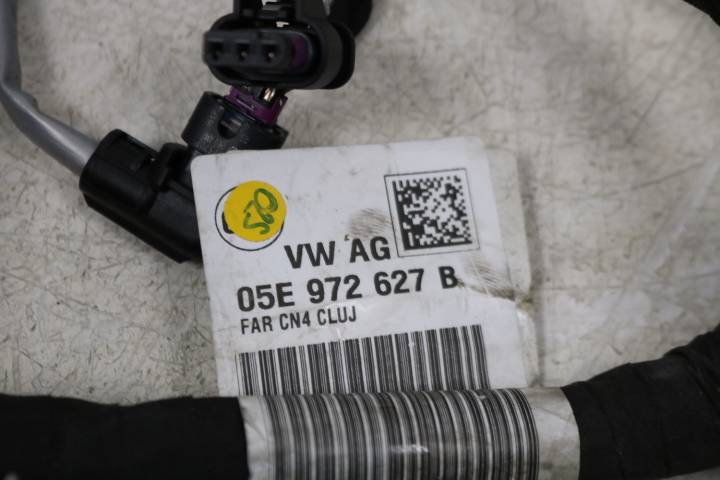 VW AG
05E 972 627 B
FAR CN4 CLUJ